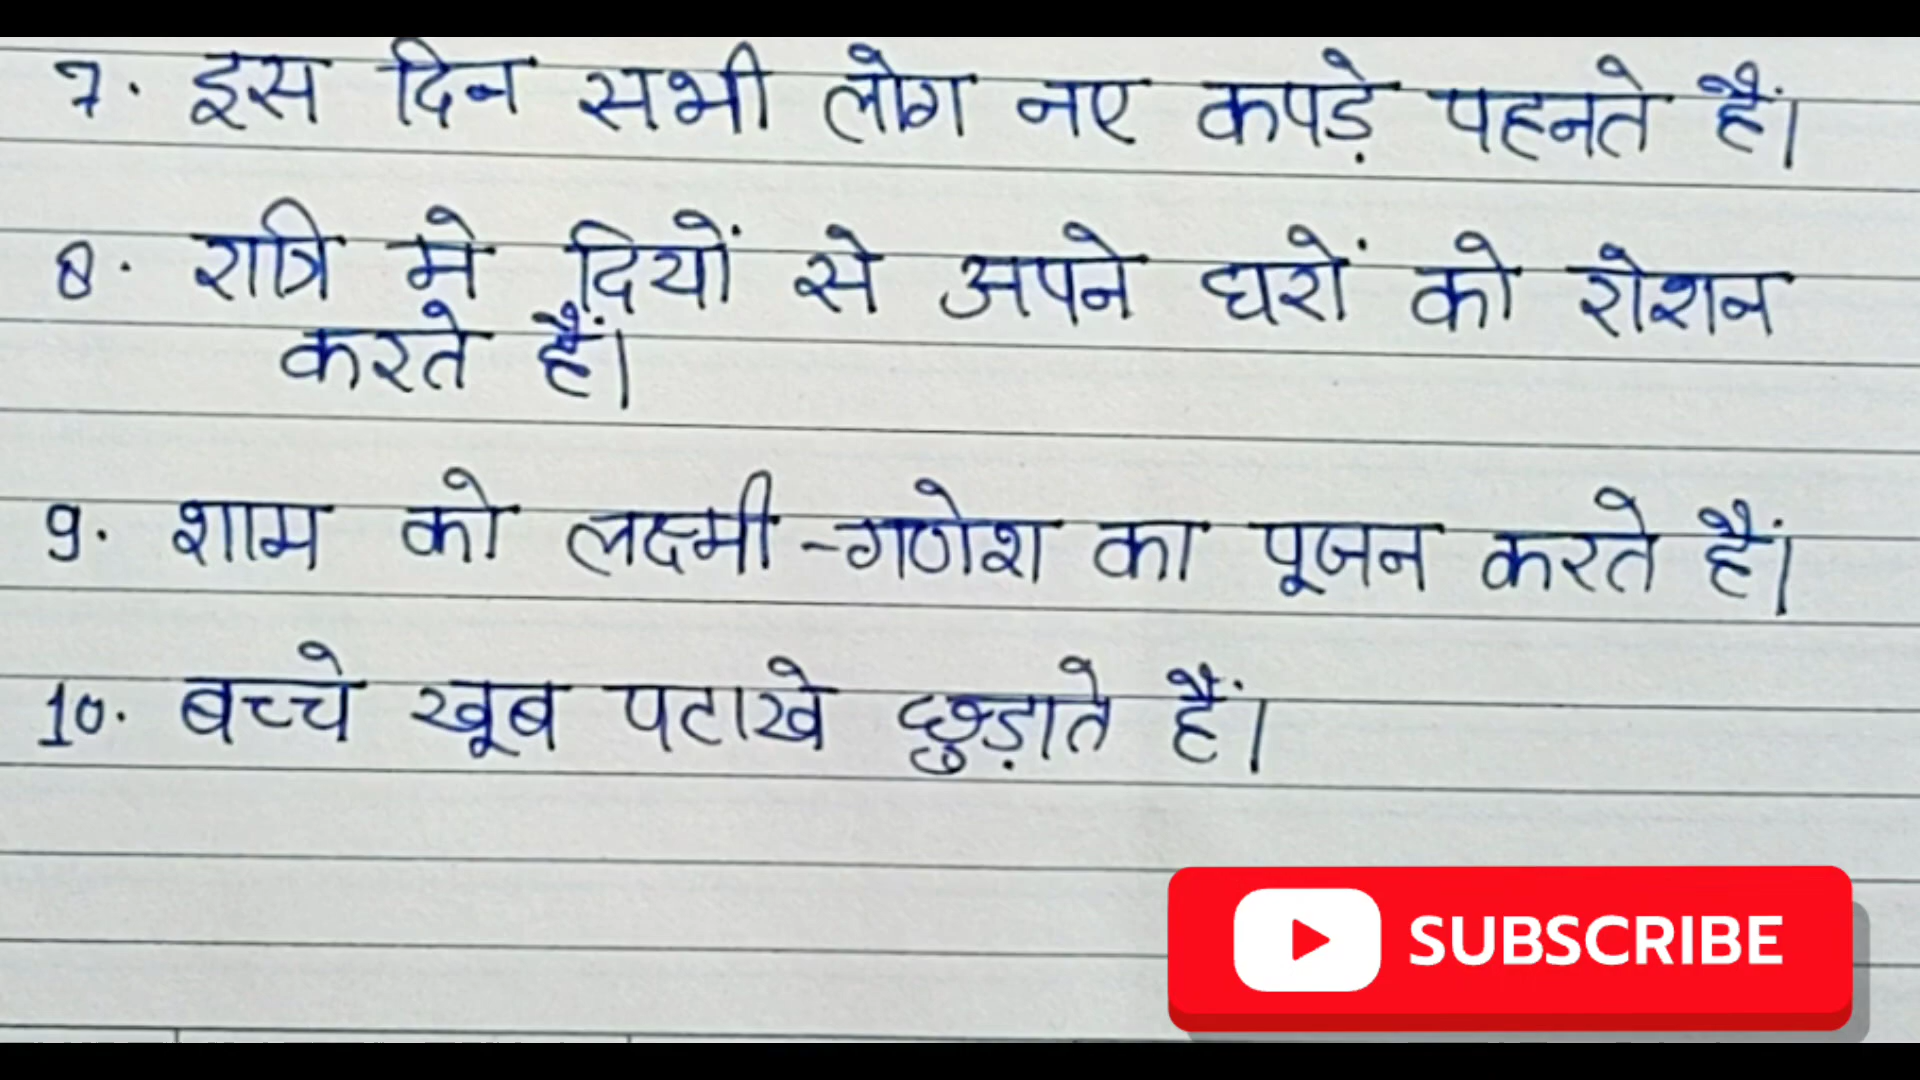 7. इस दिन सभी लोग नए कपड़े पहनते हैं।
8. रात्रि मे दियों से अपने घरों को रोशन
करते हैं।
9. शाम को लक्ष्मी-गणेश का पूजन करते हैं।
10. बच्चे खूब पटाखे छुड़ाते हैं।
SUBSCRIBE